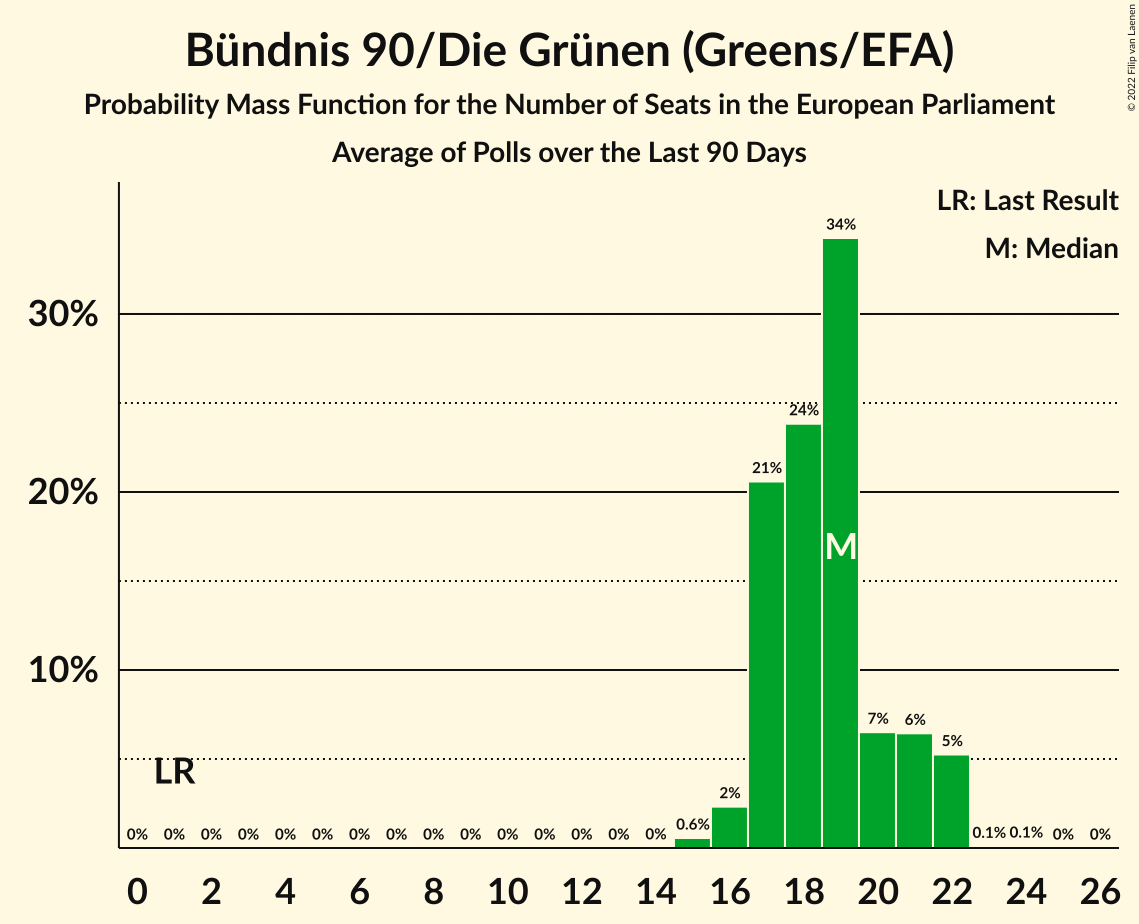 Bündnis 90/Die Grünen (Greens/EFA)
Probability Mass Function for the Number of Seats in the European Parliament
Average of Polls over the Last 90 Days
© 2022 Filip van Laenen
LR: Last Result
M: Median
34%
30%
24%
21%
20%
M
10%
7%
6%
5%
LR
2%
0% 0% 0% 0% 0% 0% 0% 0% 0% 0% 0% 0% 0% 0% 0% 0.6% 0.1% 0.1% 0% 0%
0 2 4 6 8 10 12 14 16 18 20 22 24 26